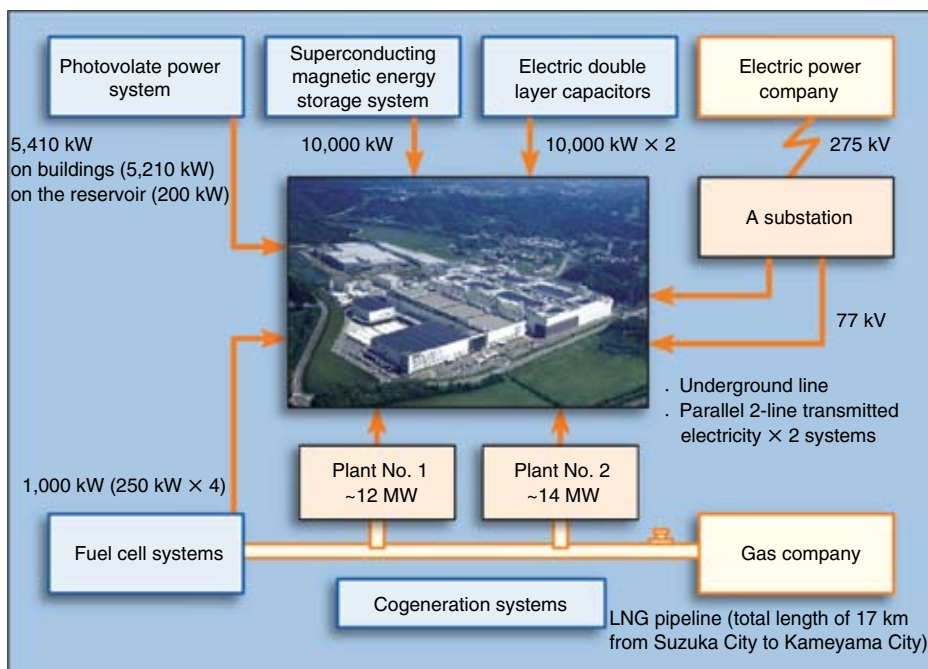 Photovolate power
system
Superconducting
magnetic energy
storage system
Electric double
layer capacitors
Electric power
company
5,410 kW
on buildings (5,210 kW)
on the reservoir (200 kW)
10,000 kW
10,000 kW × 2
275 kV
A substation
77 kV
. Underground line
. Parallel 2-line transmitted
electricity × 2 systems
Plant No. 1
~12 MW
Plant No. 2
~14 MW
1,000 kW (250 kW × 4)
Fuel cell systems
Gas company
Cogeneration systems
LNG pipeline (total length of 17 km
from Suzuka City to Kameyama City)